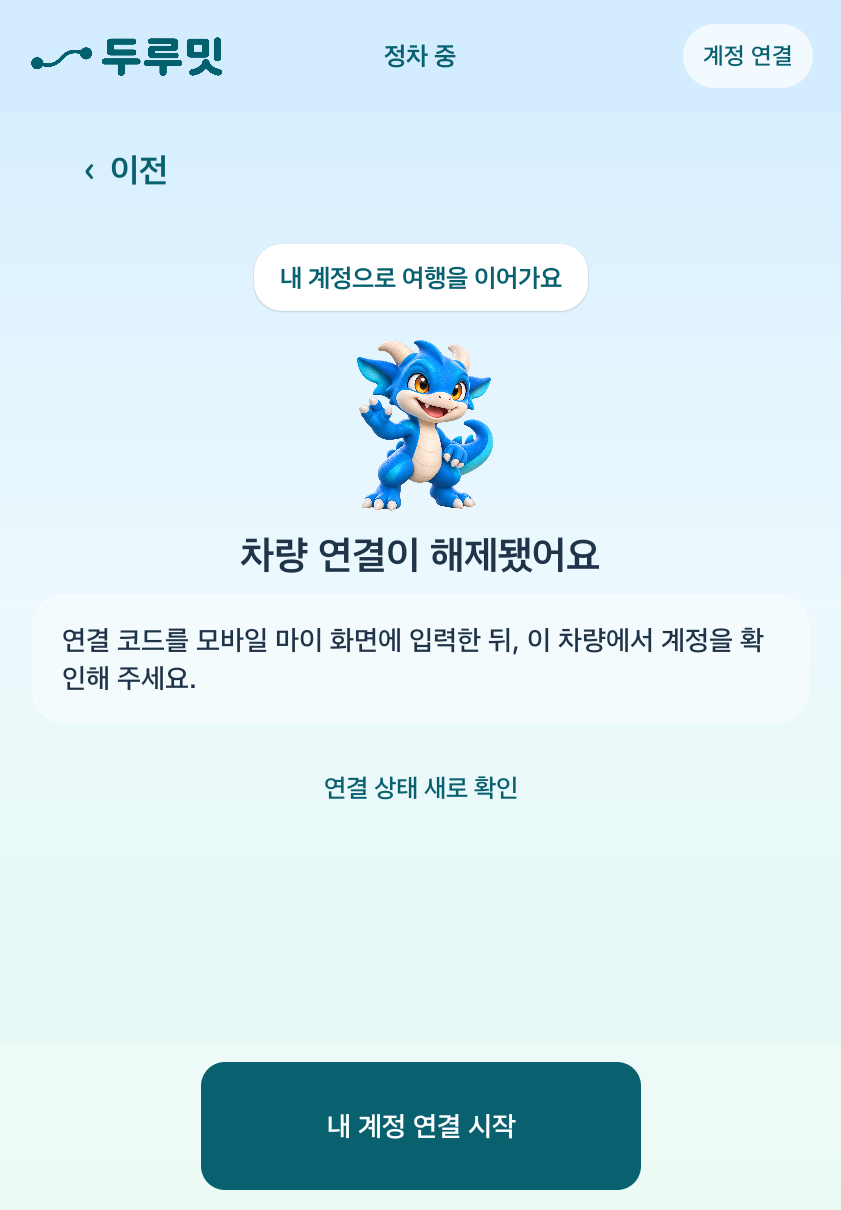 두루밋
정차 중
계정 연결
‹ 이전
내 계정으로 여행을 이어가요
차량 연결이 해제됐어요
연결 코드를 모바일 마이 화면에 입력한 뒤, 이 차량에서 계정을 확
인해 주세요.
연결 상태 새로 확인
내 계정 연결 시작